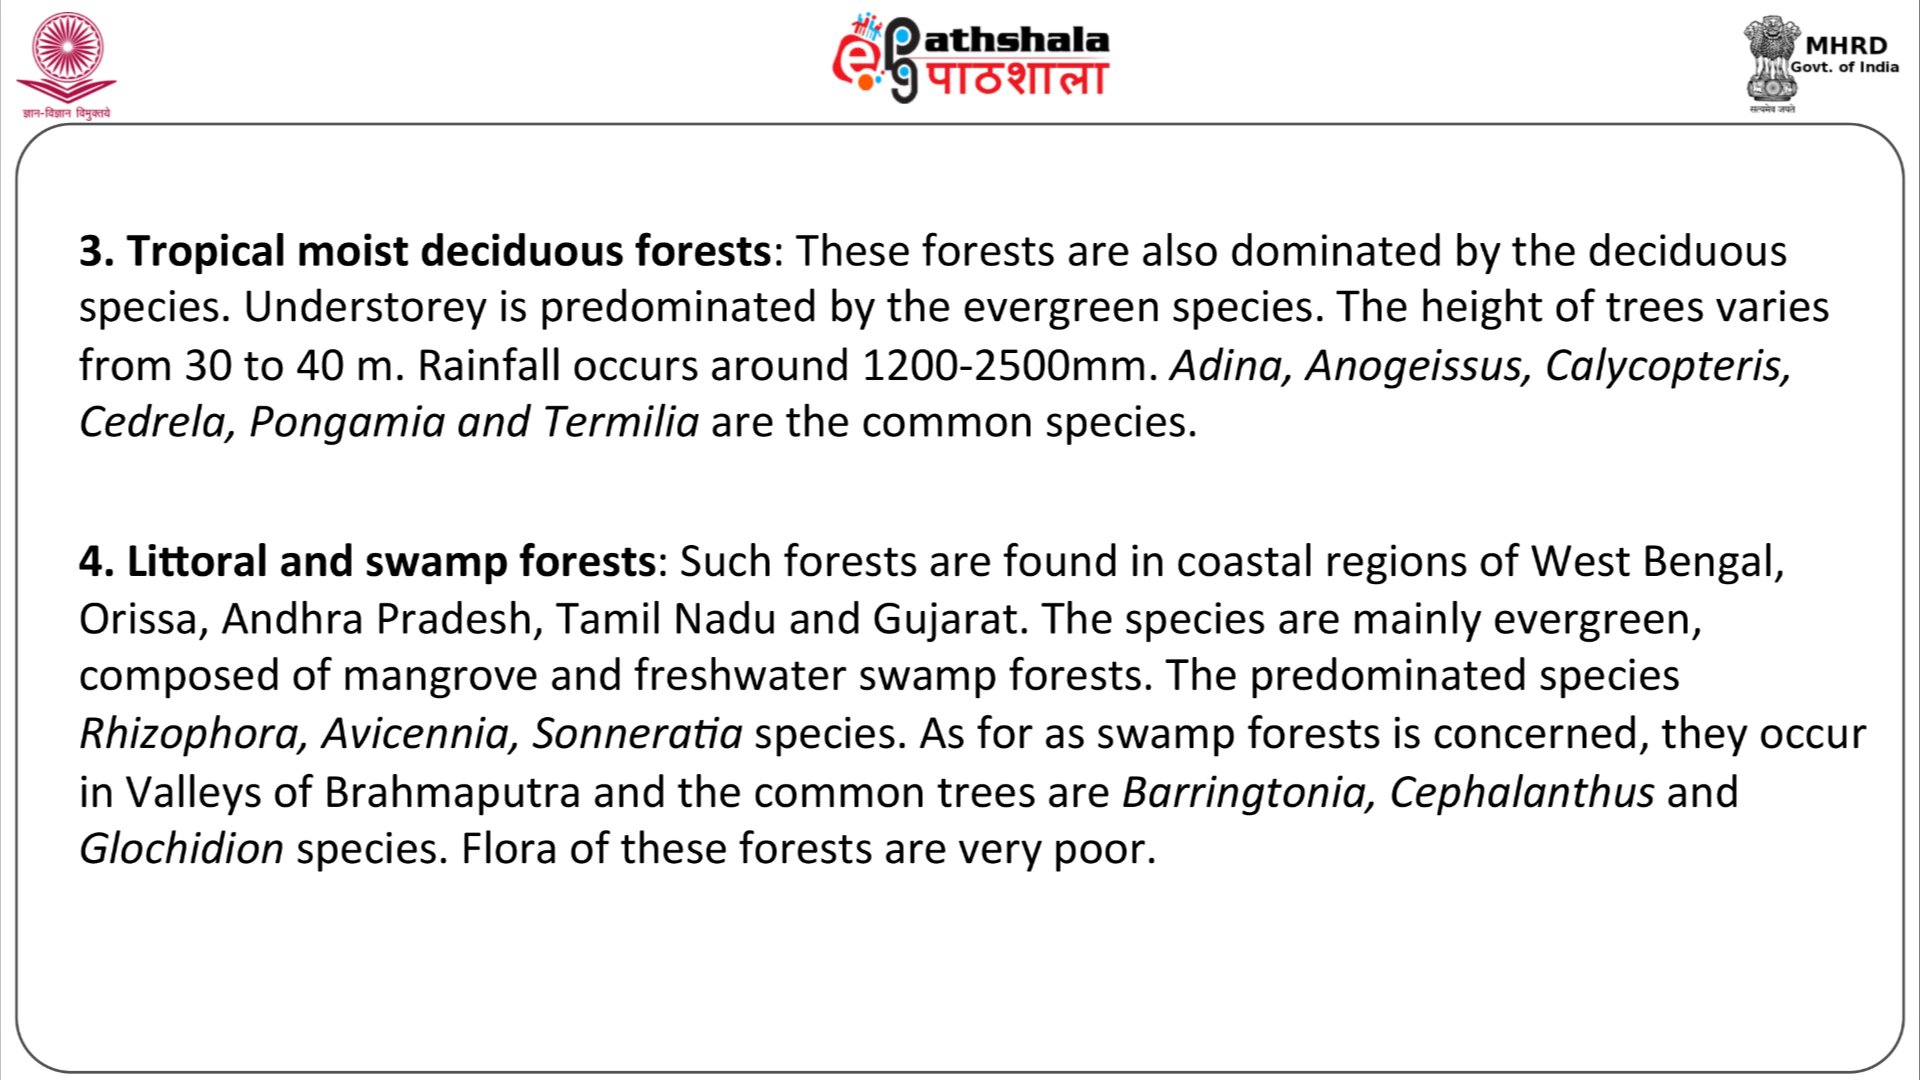 ज्ञान-विज्ञान विमुक्तये
ePg
athshala
पाठशाला
MHRD
Govt. of India
सत्यमेव जयते
3. Tropical moist deciduous forests: These forests are also dominated by the deciduous
species. Understorey is predominated by the evergreen species. The height of trees varies
from 30 to 40 m. Rainfall occurs around 1200-2500mm. Adina, Anogeissus, Calycopteris,
Cedrela, Pongamia and Termilia are the common species.
4. Littoral and swamp forests: Such forests are found in coastal regions of West Bengal,
Orissa, Andhra Pradesh, Tamil Nadu and Gujarat. The species are mainly evergreen,
composed of mangrove and freshwater swamp forests. The predominated species
Rhizophora, Avicennia, Sonneratia species. As for as swamp forests is concerned, they occur
in Valleys of Brahmaputra and the common trees are Barringtonia, Cephalanthus and
Glochidion species. Flora of these forests are very poor.